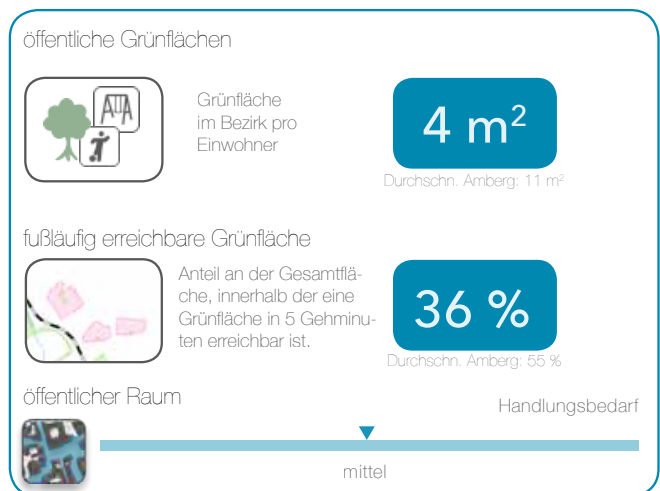 öffentliche Grünflächen
Grünfläche
im Bezirk pro
Einwohner
4 m²
Durchschn. Amberg: 11 m²
fußläufig erreichbare Grünfläche
Anteil an der Gesamtflä-
che, innerhalb der eine
Grünfläche in 5 Gehminu-
ten erreichbar ist.
36 %
Durchschn. Amberg: 55 %
öffentlicher Raum
Handlungsbedarf
mittel